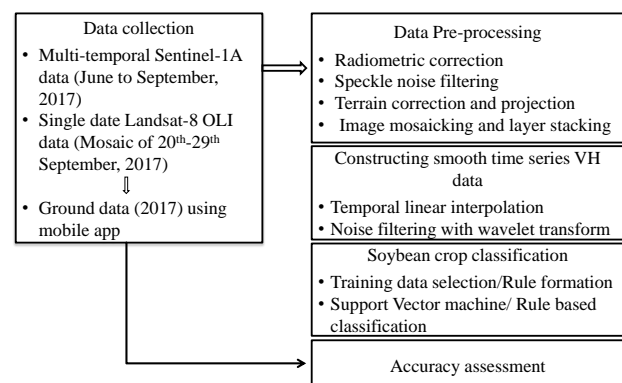 Data collection
• Multi-temporal Sentinel-1A
data (June to September,
2017)
• Single date Landsat-8 OLI
data (Mosaic of 20th-29th
September, 2017)
• Ground data (2017) using
mobile app
Data Pre-processing
• Radiometric correction
• Speckle noise filtering
• Terrain correction and projection
• Image mosaicking and layer stacking
Constructing smooth time series VH
data
• Temporal linear interpolation
• Noise filtering with wavelet transform
Soybean crop classification
• Training data selection/Rule formation
• Support Vector machine/ Rule based
classification
Accuracy assessment